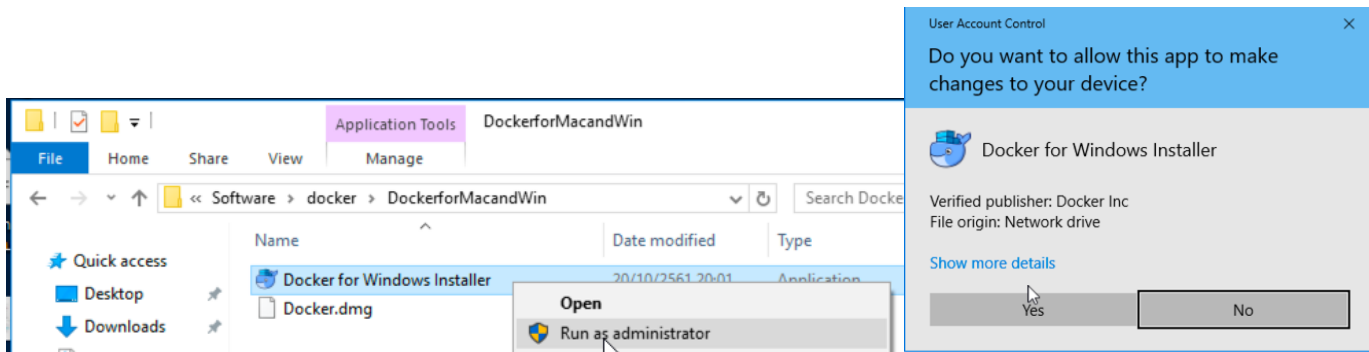 User Account Control
Do you want to allow this app to make
changes to your device?
Docker for Windows Installer
Verified publisher: Docker Inc
File origin: Network drive
Show more details
Yes
No
Application Tools
DockerforMacandWin
File
Home
Share
View
Manage
« Software > docker > DockerforMacandWin
Search Docke
Name
Date modified
Type
Quick access
Desktop
Downloads
Docker for Windows Installer
20/10/2561 20:01
Application
Docker.dmg
Open
Run as administrator